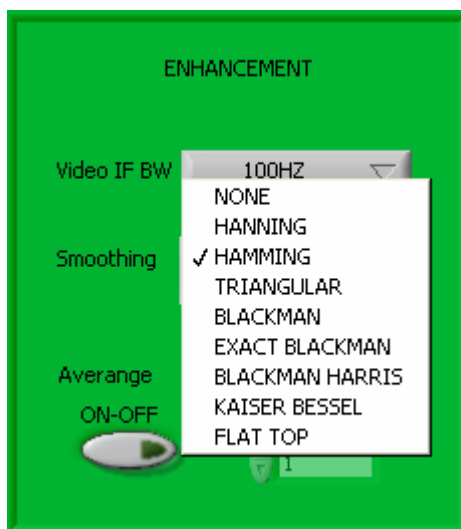 ENHANCEMENT
Video IF BW 100HZ
NONE
HANNING
Smoothing ✓ HAMMING
TRIANGULAR
BLACKMAN
EXACT BLACKMAN
Averange BLACKMAN HARRIS
ON-OFF KAISER BESSEL
FLAT TOP
1